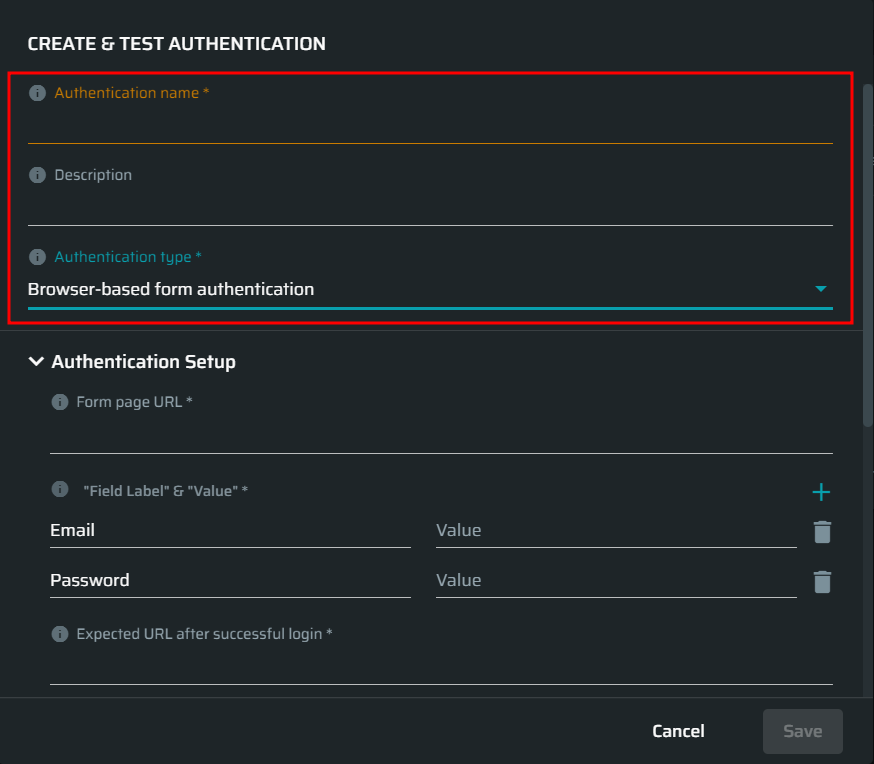 CREATE & TEST AUTHENTICATION
Authentication name *
Description
Authentication type *
Browser-based form authentication
Authentication Setup
Form page URL *
"Field Label" & "Value" *
Email Value
Password Value
Expected URL after successful login *
Cancel Save